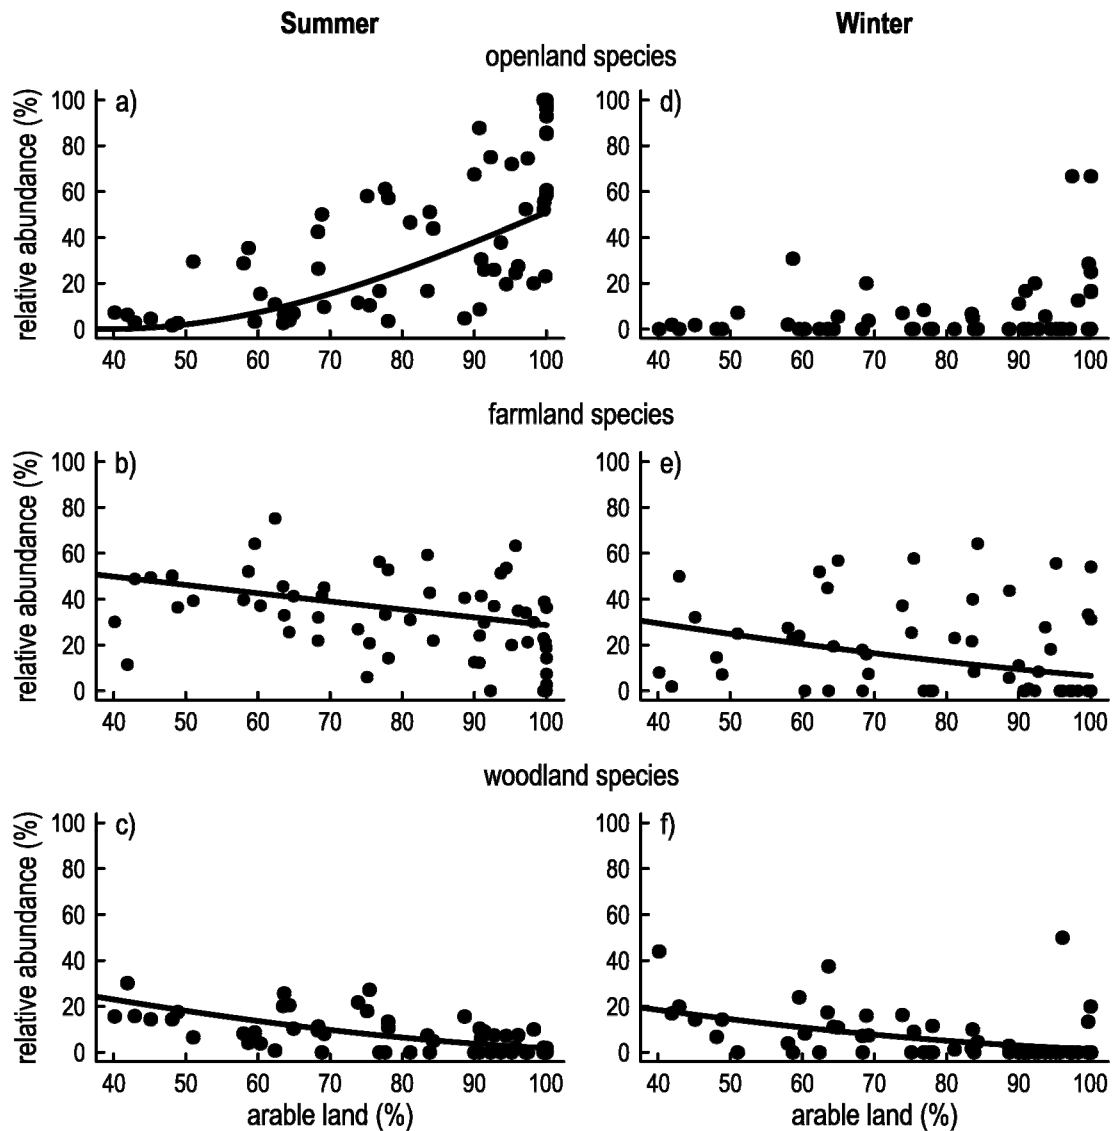 Summer Winter
openland species
a) d)
relative abundance (%)
100 100
80 80
60 60
40 40
20 20
0 0
40 50 60 70 80 90 100 40 50 60 70 80 90 100
farmland species
b) e)
relative abundance (%)
100 100
80 80
60 60
40 40
20 20
0 0
40 50 60 70 80 90 100 40 50 60 70 80 90 100
woodland species
c) f)
relative abundance (%)
100 100
80 80
60 60
40 40
20 20
0 0
40 50 60 70 80 90 100 40 50 60 70 80 90 100
arable land (%) arable land (%)